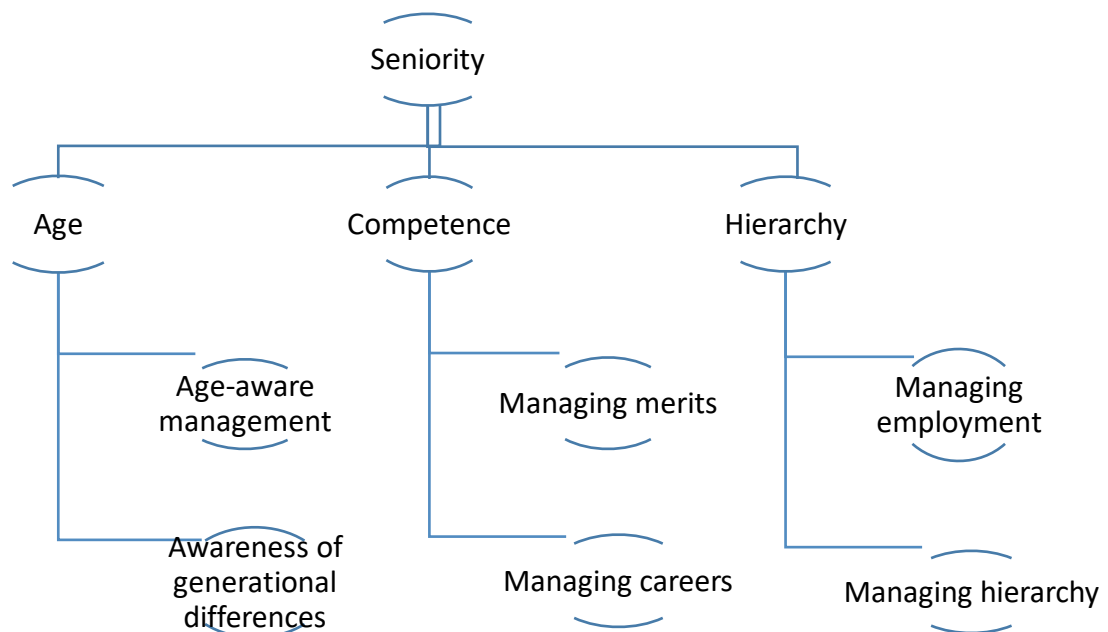 Seniority
Age
Competence
Hierarchy
Age-aware
management
Managing merits
Managing
employment
Awareness of
generational
differences
Managing careers
Managing hierarchy